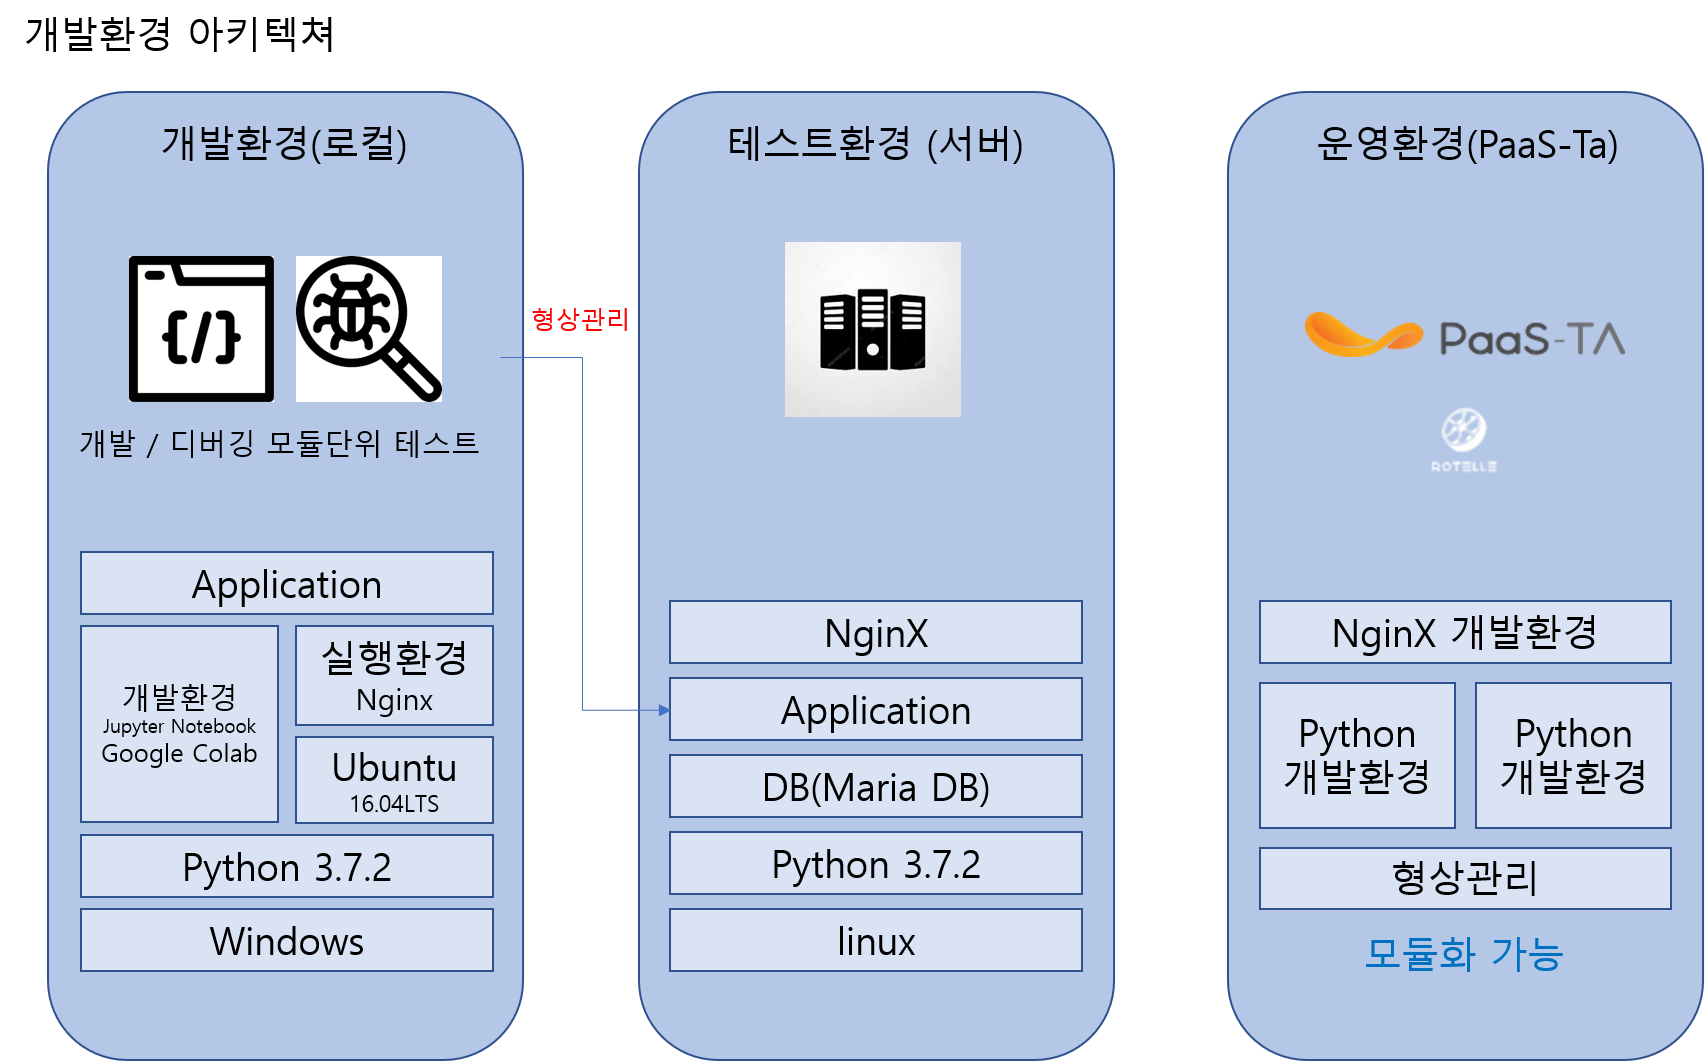 개발환경 아키텍쳐
개발환경(로컬)
개발 / 디버깅 모듈단위 테스트
Application
개발환경
Jupyter Notebook
Google Colab
실행환경
Nginx
Ubuntu
16.04LTS
Python 3.7.2
Windows
형상관리
테스트환경 (서버)
NginX
Application
DB(Maria DB)
Python 3.7.2
linux
운영환경(PaaS-Ta)
PaaS-TA
ROTELLE
NginX 개발환경
Python
개발환경
Python
개발환경
형상관리
모듈화 가능